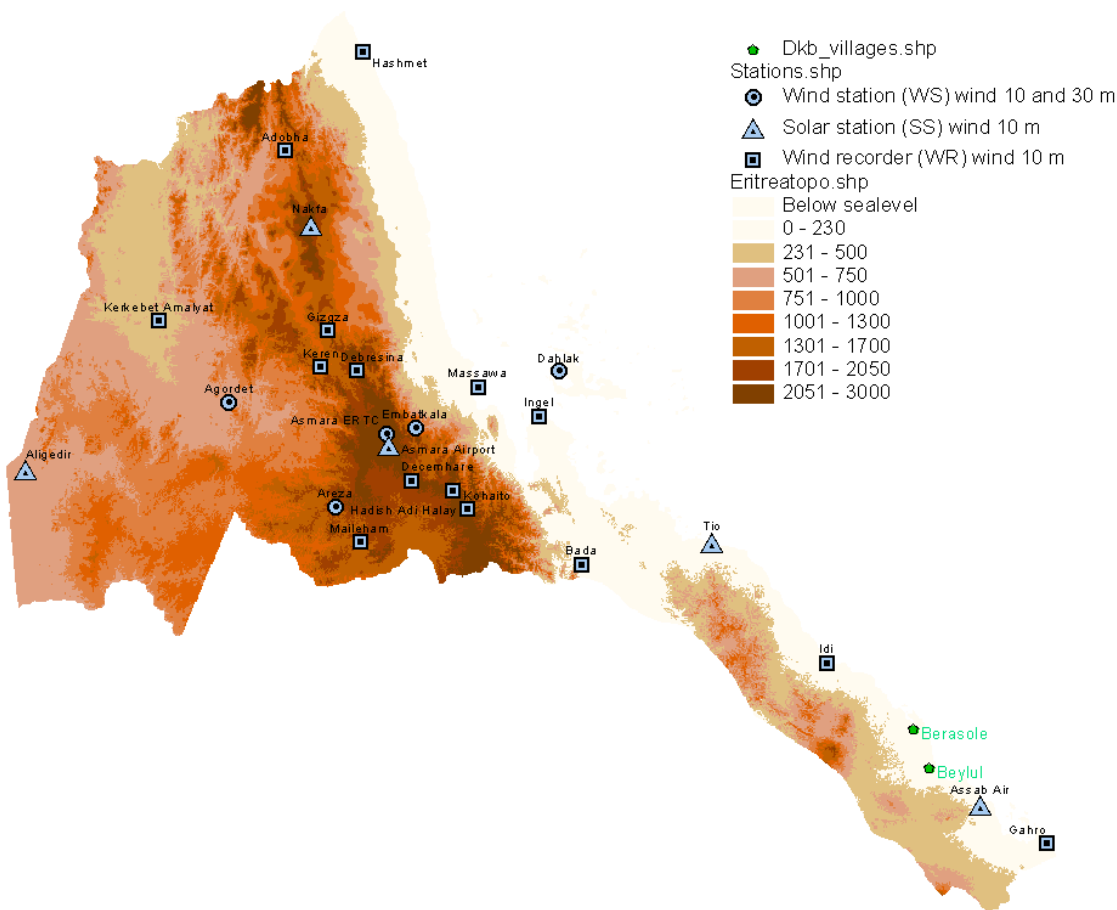 Hashmet
Dkb_villages.shp
Stations.shp
Wind station (WS) wind 10 and 30 m
Solar station (SS) wind 10 m
Wind recorder (WR) wind 10 m
Eritreatopo.shp
Below sealevel
0 - 230
231 - 500
501 - 750
751 - 1000
1001 - 1300
1301 - 1700
1701 - 2050
2051 - 3000
Adobha
Nakfa
Kerkebet Amalyat
Gizgza
Keren
Debresina
Massawa
Dahlak
Agordet
Ingel
Asmara ERTC
Embatkala
Asmara Airport
Aligedir
Decemhare
Areza
Hadish Adi Halay
Kohaito
Maileham
Bada
Tio
Idi
Berasole
Beylul
Assab Air
Gahro